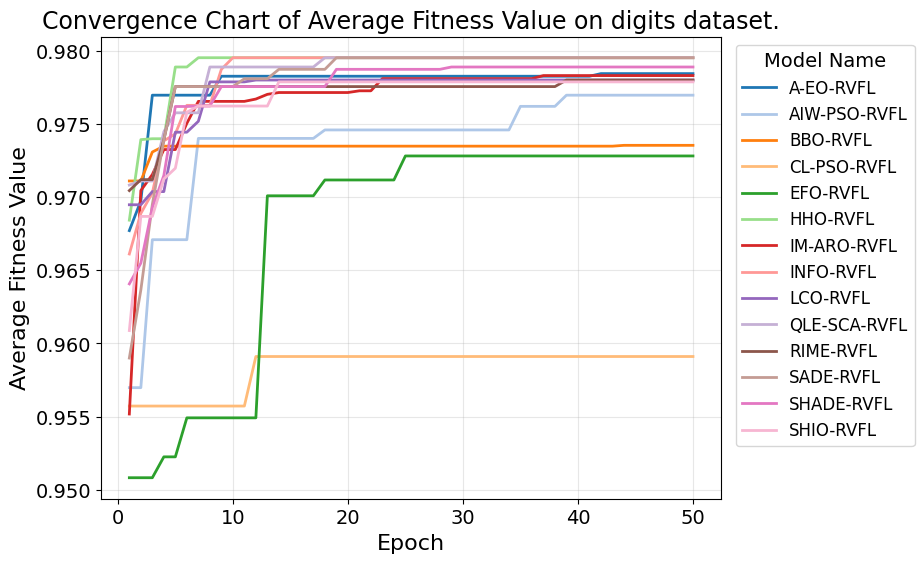 Convergence Chart of Average Fitness Value on digits dataset.
Average Fitness Value
0.980
0.975
0.970
0.965
0.960
0.955
0.950
0
10
20
30
40
50
Epoch
Model Name
A-EO-RVFL
AIW-PSO-RVFL
BBO-RVFL
CL-PSO-RVFL
EFO-RVFL
HHO-RVFL
IM-ARO-RVFL
INFO-RVFL
LCO-RVFL
QLE-SCA-RVFL
RIME-RVFL
SADE-RVFL
SHADE-RVFL
SHIO-RVFL